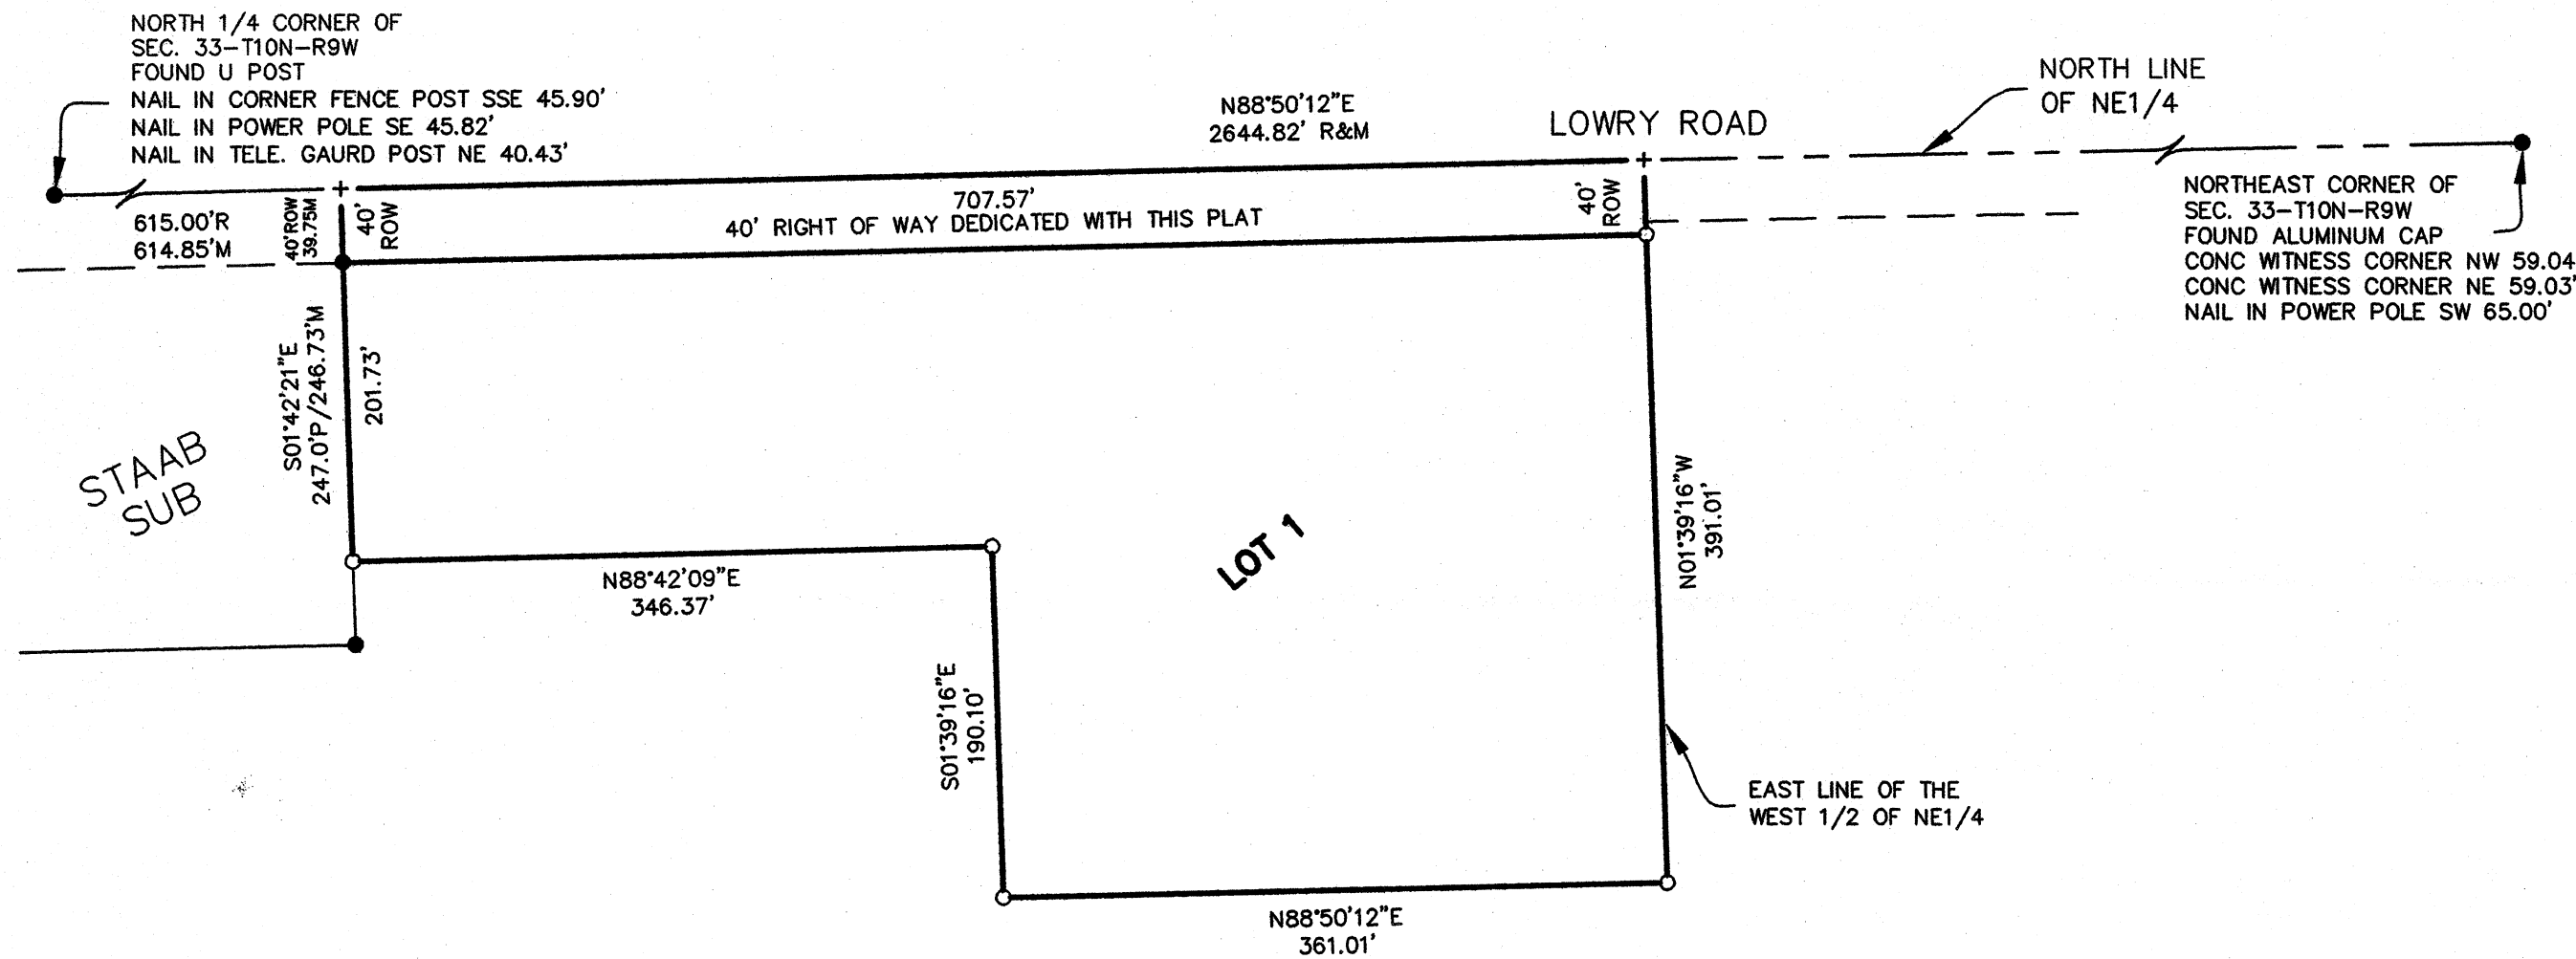 NORTH 1/4 CORNER OF
SEC. 33-T10N-R9W
FOUND U POST
NAIL IN CORNER FENCE POST SSE 45.90'
NAIL IN POWER POLE SE 45.82'
NAIL IN TELE. GAURD POST NE 40.43'
N88°50'12"E
2644.82' R&M
LOWRY ROAD
NORTH LINE
OF NE1/4
615.00'R
614.85'M
40'ROW
39.75M
40'
ROW
707.57'
40' RIGHT OF WAY DEDICATED WITH THIS PLAT
40'
ROW
NORTHEAST CORNER OF
SEC. 33-T10N-R9W
FOUND ALUMINUM CAP
CONC WITNESS CORNER NW 59.04
CONC WITNESS CORNER NE 59.03'
NAIL IN POWER POLE SW 65.00'
S01°42'21"E
247.0'P/246.73'M
201.73'
STAAB
SUB
N88°42'09"E
346.37'
LOT 1
N01°39'16"W
391.01'
S01°39'16"E
190.10'
EAST LINE OF THE
WEST 1/2 OF NE1/4
N88°50'12"E
361.01'